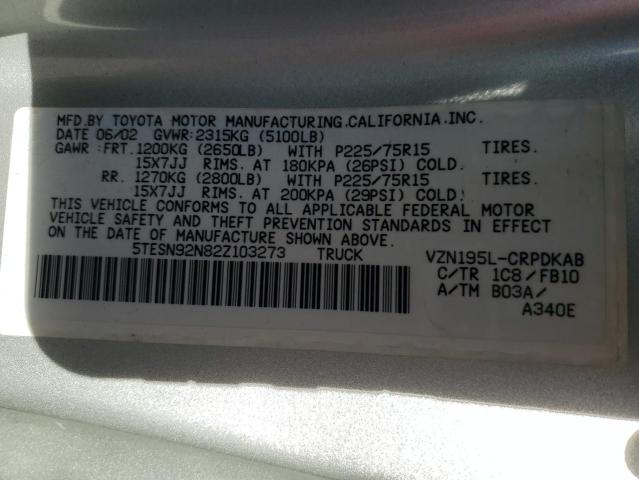 MFD.BY TOYOTA MOTOR MANUFACTURING.CALIFORNIA.INC.
DATE 06/02 GVWR:2315KG (5100LB)
GAWR :FRT.1200KG (2650LB) WITH P225/75R15 TIRES.
15X7JJ RIMS. AT 180KPA (26PSI) COLD.
RR. 1270KG (2800LB) WITH P225/75R15 TIRES.
15X7JJ RIMS. AT 200KPA (29PSI) COLD.
THIS VEHICLE CONFORMS TO ALL APPLICABLE FEDERAL MOTOR
VEHICLE SAFETY AND THEFT PREVENTION STANDARDS IN EFFECT
ON THE DATE OF MANUFACTURE SHOWN ABOVE.
5TESN92N82Z103273 TRUCK VZN195L-CRPDKAB
C/TR 1C8/FB10
A/TM B03A/
A340E